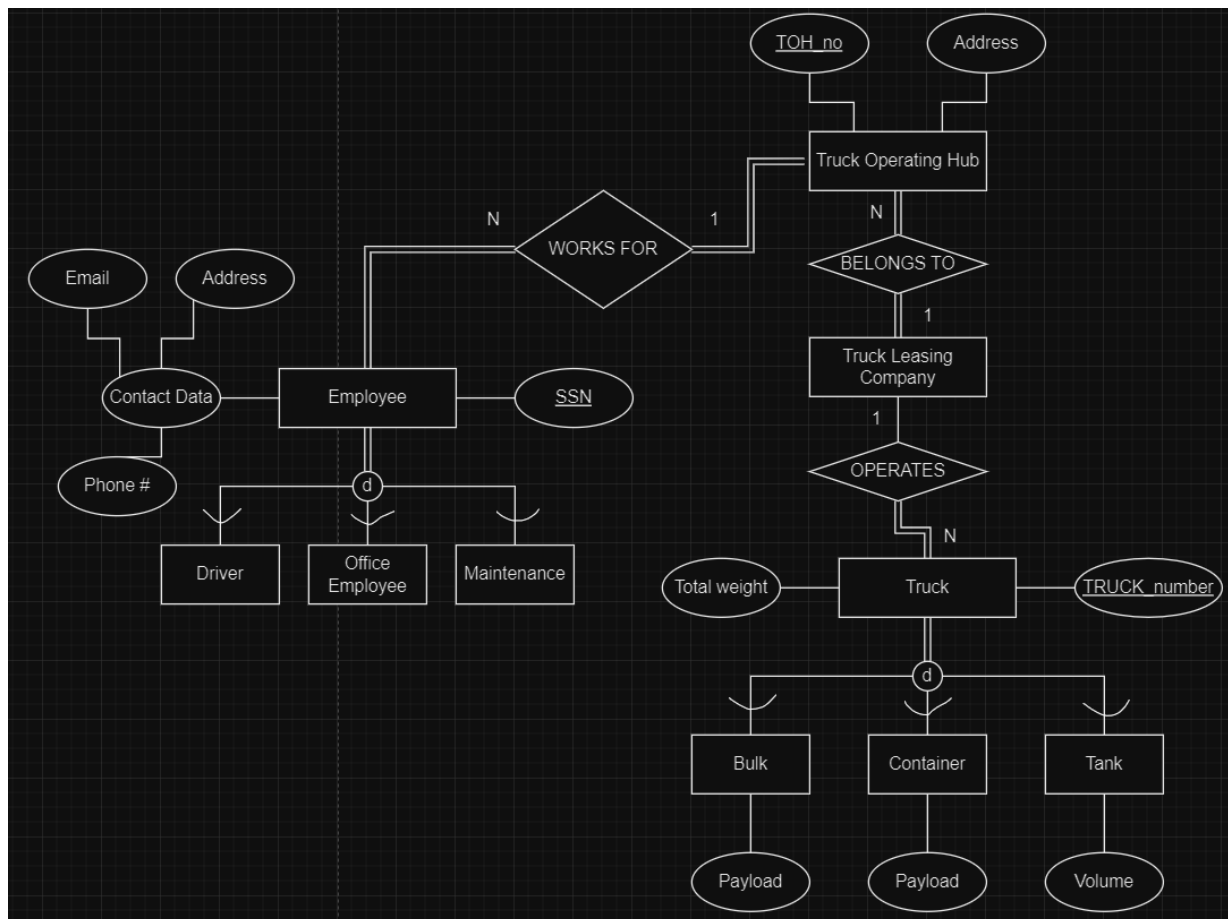 TOH_no
Address
Truck Operating Hub
N
1
WORKS FOR
N
BELONGS TO
1
Email
Address
Truck Leasing
Company
Contact Data
Employee
SSN
1
OPERATES
Phone #
d
N
Driver
Office
Employee
Maintenance
Total weight
Truck
TRUCK_number
d
Bulk
Container
Tank
Payload
Payload
Volume